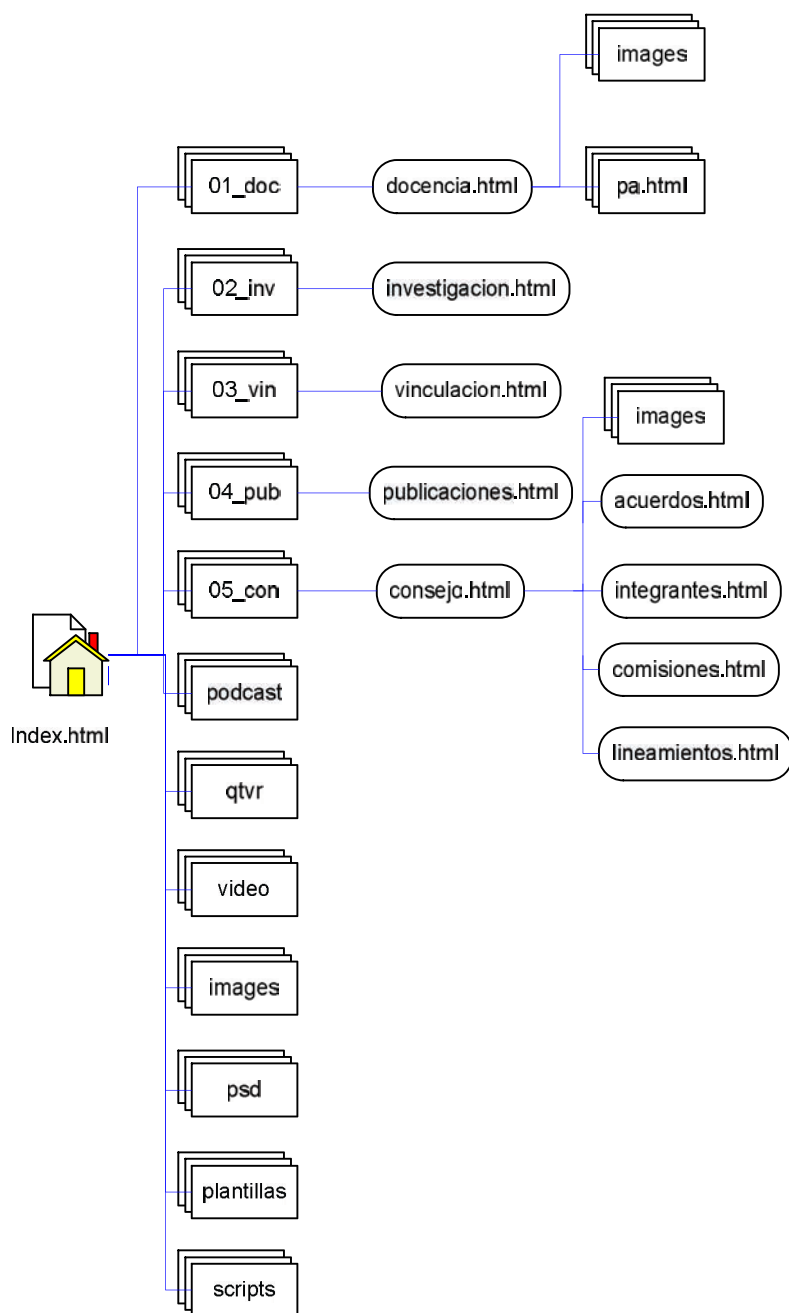 images
01_doc
docencia.html
pa.html
02_inv
investigacion.html
03_vin
vinculacion.html
images
04_pub
publicaciones.html
acuerdos.html
05_con
consejo.html
integrantes.html
comisiones.html
podcast
Index.html
lineamientos.html
qtvr
video
images
psd
plantillas
scripts